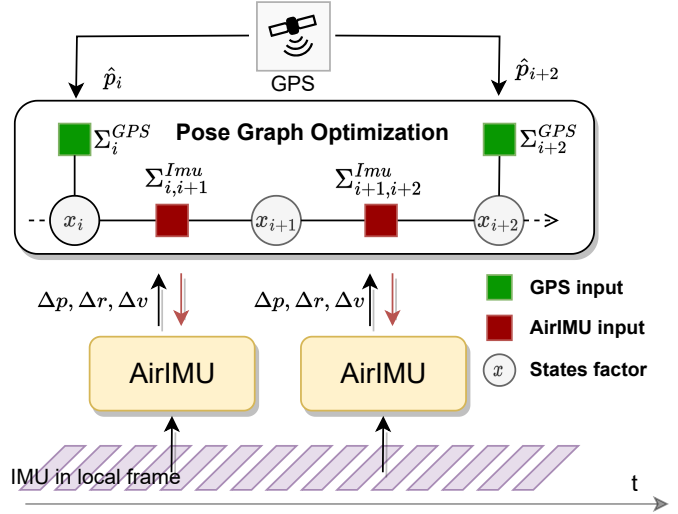 GPS
p̂_i
p̂_{i+2}
Pose Graph Optimization
Σ_i^{GPS}
Σ_{i+2}^{GPS}
Σ_{i,i+1}^{Imu}
Σ_{i+1,i+2}^{Imu}
x_i
x_{i+1}
x_{i+2}
Δp, Δr, Δv
Δp, Δr, Δv
GPS input
AirIMU input
x States factor
AirIMU
AirIMU
IMU in local frame
t